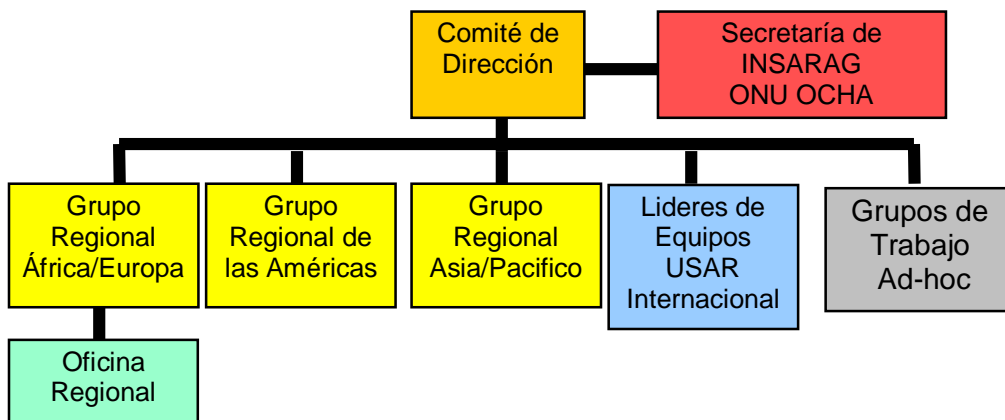 Comité de
Dirección
Secretaría de
INSARAG
ONU OCHA
Grupo
Regional
África/Europa
Grupo
Regional de
las Américas
Grupo
Regional
Asia/Pacifico
Lideres de
Equipos
USAR
Internacional
Grupos de
Trabajo
Ad-hoc
Oficina
Regional